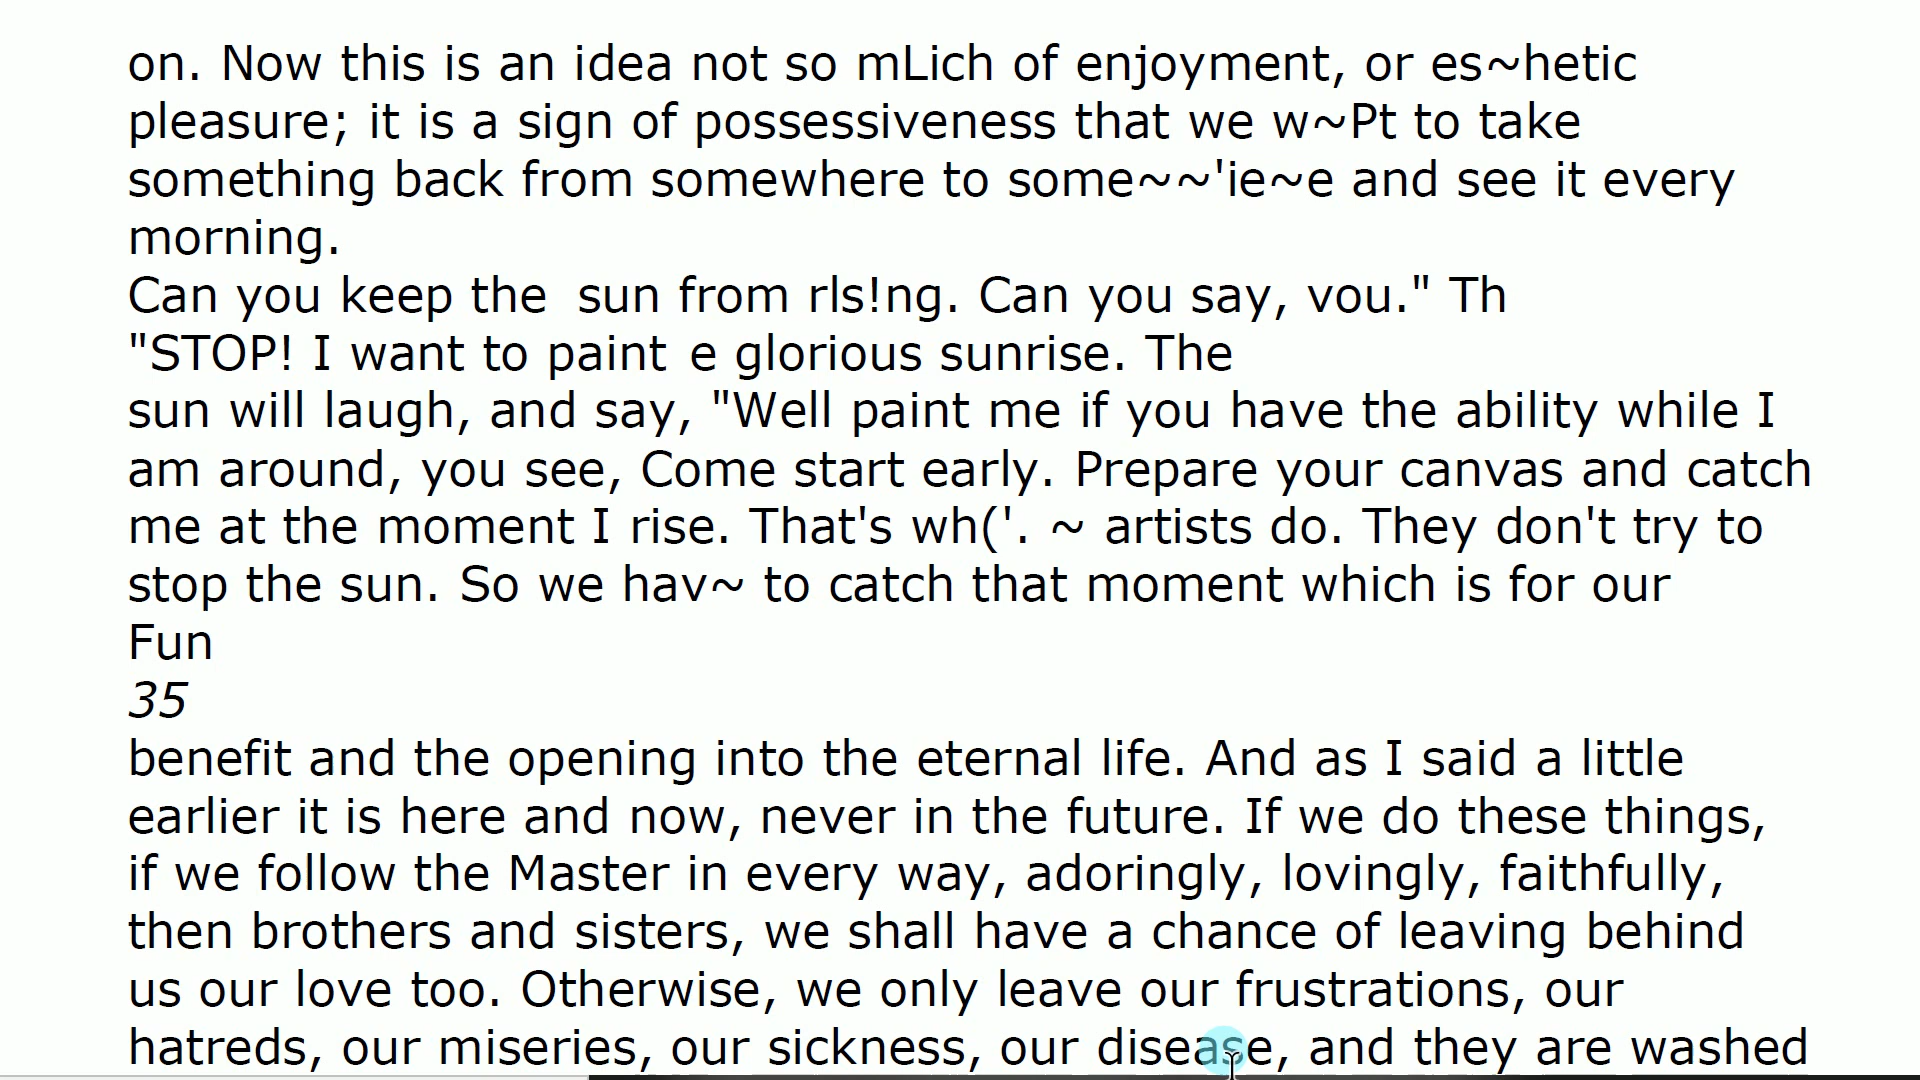 on. Now this is an idea not so mLich of enjoyment, or es~hetic
pleasure; it is a sign of possessiveness that we w~Pt to take
something back from somewhere to some~~'ie~e and see it every
morning.
Can you keep the  sun from rls!ng. Can you say, vou." Th
"STOP! I want to paint  e glorious sunrise. The
sun will laugh, and say, "Well paint me if you have the ability while I
am around, you see, Come start early. Prepare your canvas and catch
me at the moment I rise. That's wh('. ~ artists do. They don't try to
stop the sun. So we hav~ to catch that moment which is for our
Fun
35
benefit and the opening into the eternal life. And as I said a little
earlier it is here and now, never in the future. If we do these things,
if we follow the Master in every way, adoringly, lovingly, faithfully,
then brothers and sisters, we shall have a chance of leaving behind
us our love too. Otherwise, we only leave our frustrations, our
hatreds, our miseries, our sickness, our disease, and they are washed